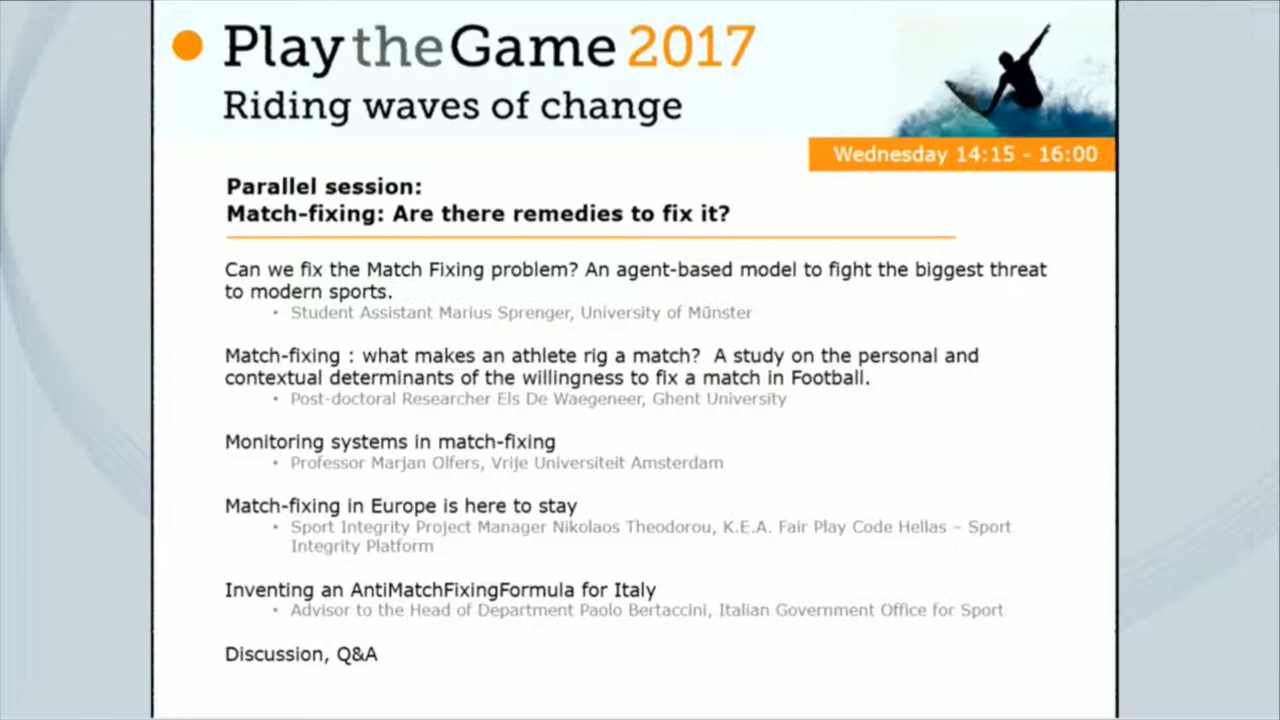 Play the Game 2017
Riding waves of change
Wednesday 14:15 - 16:00
Parallel session:
Match-fixing: Are there remedies to fix it?
Can we fix the Match Fixing problem? An agent-based model to fight the biggest threat
to modern sports.
• Student Assistant Marius Sprenger, University of Münster
Match-fixing : what makes an athlete rig a match? A study on the personal and
contextual determinants of the willingness to fix a match in Football.
• Post-doctoral Researcher Els De Waegeneer, Ghent University
Monitoring systems in match-fixing
• Professor Marjan Olfers, Vrije Universiteit Amsterdam
Match-fixing in Europe is here to stay
• Sport Integrity Project Manager Nikolaos Theodorou, K.E.A. Fair Play Code Hellas – Sport
Integrity Platform
Inventing an AntiMatchFixingFormula for Italy
• Advisor to the Head of Department Paolo Bertaccini, Italian Government Office for Sport
Discussion, Q&A